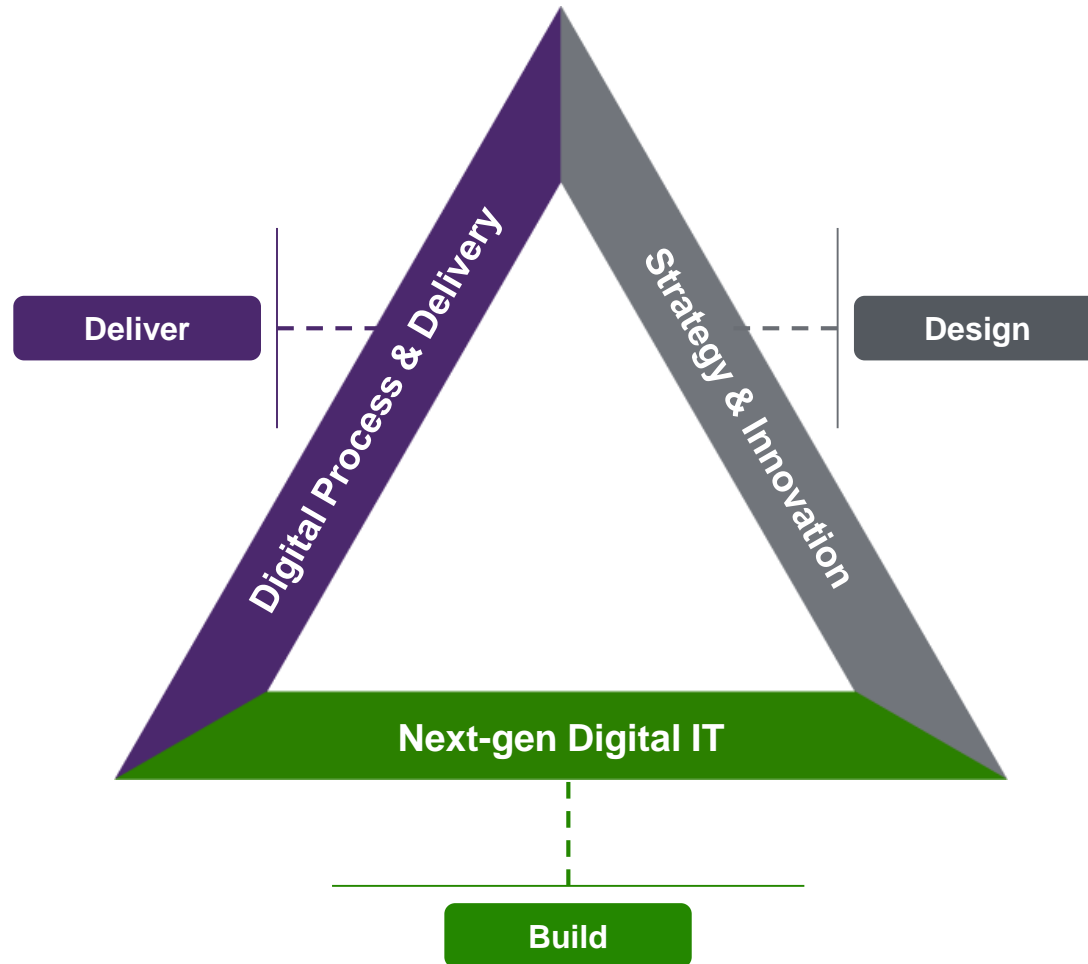 Digital Process & Delivery
Strategy & Innovation
Deliver
Design
Next-gen Digital IT
Build